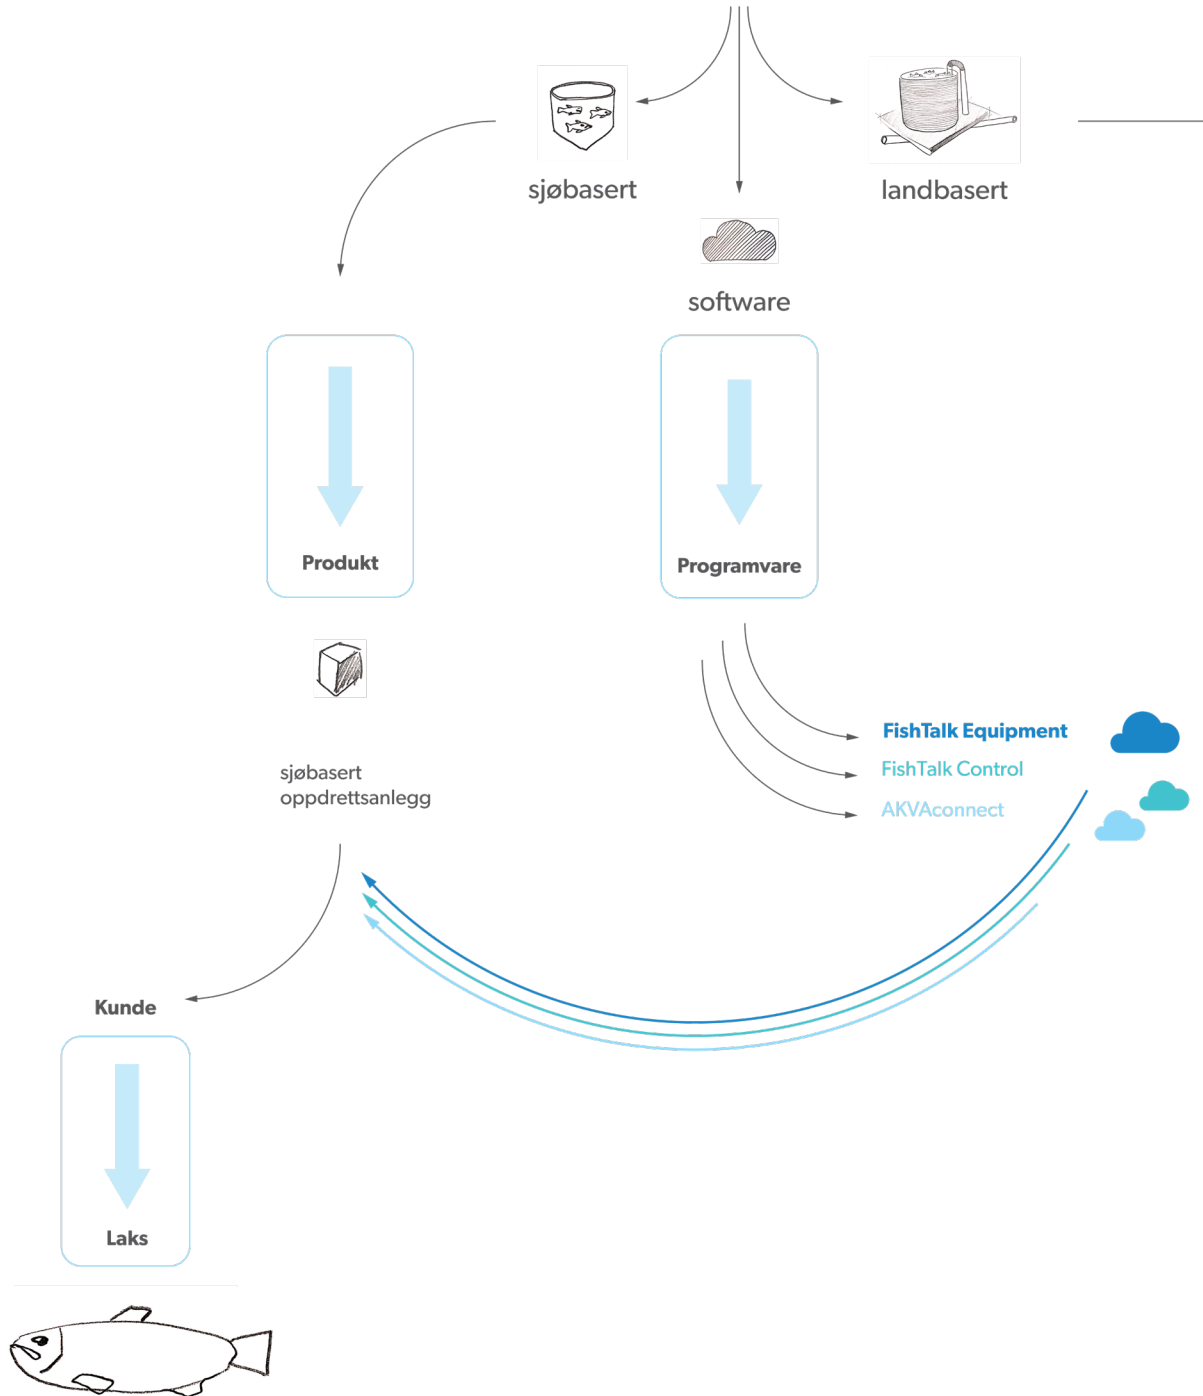 sjøbasert
landbasert
software
Produkt
Programvare
FishTalk Equipment
FishTalk Control
AKVAconnect
sjøbasert
oppdrettsanlegg
Kunde
Laks